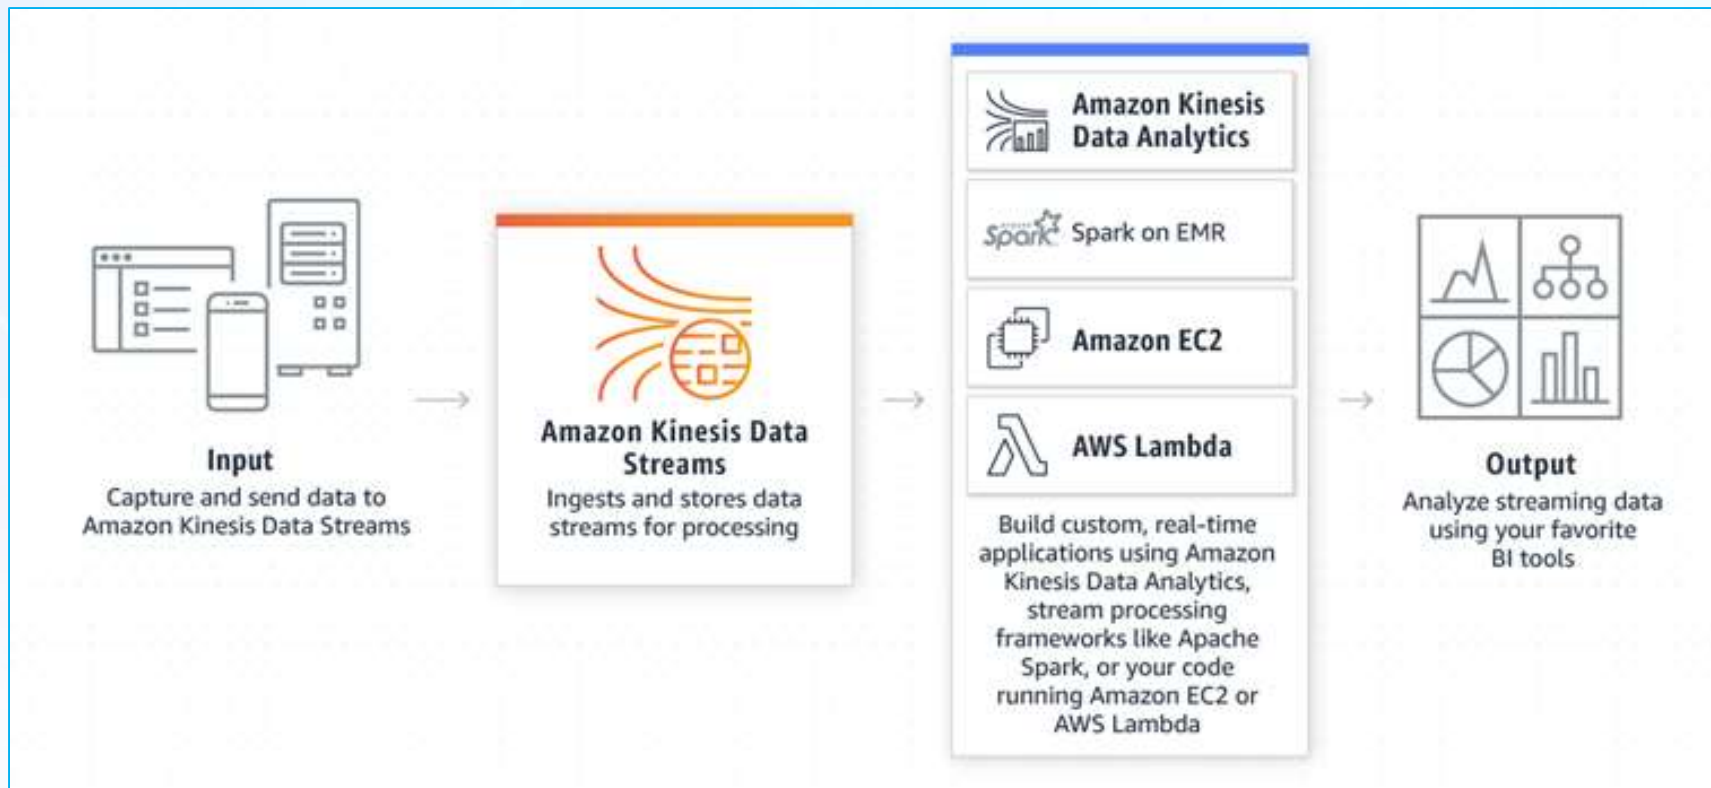 Input
Capture and send data to
Amazon Kinesis Data Streams
Amazon Kinesis Data
Streams
Ingests and stores data
streams for processing
Amazon Kinesis
Data Analytics
Spark
Spark on EMR
Amazon EC2
AWS Lambda
Build custom, real-time
applications using Amazon
Kinesis Data Analytics,
stream processing
frameworks like Apache
Spark, or your code
running Amazon EC2 or
AWS Lambda
Output
Analyze streaming data
using your favorite
BI tools